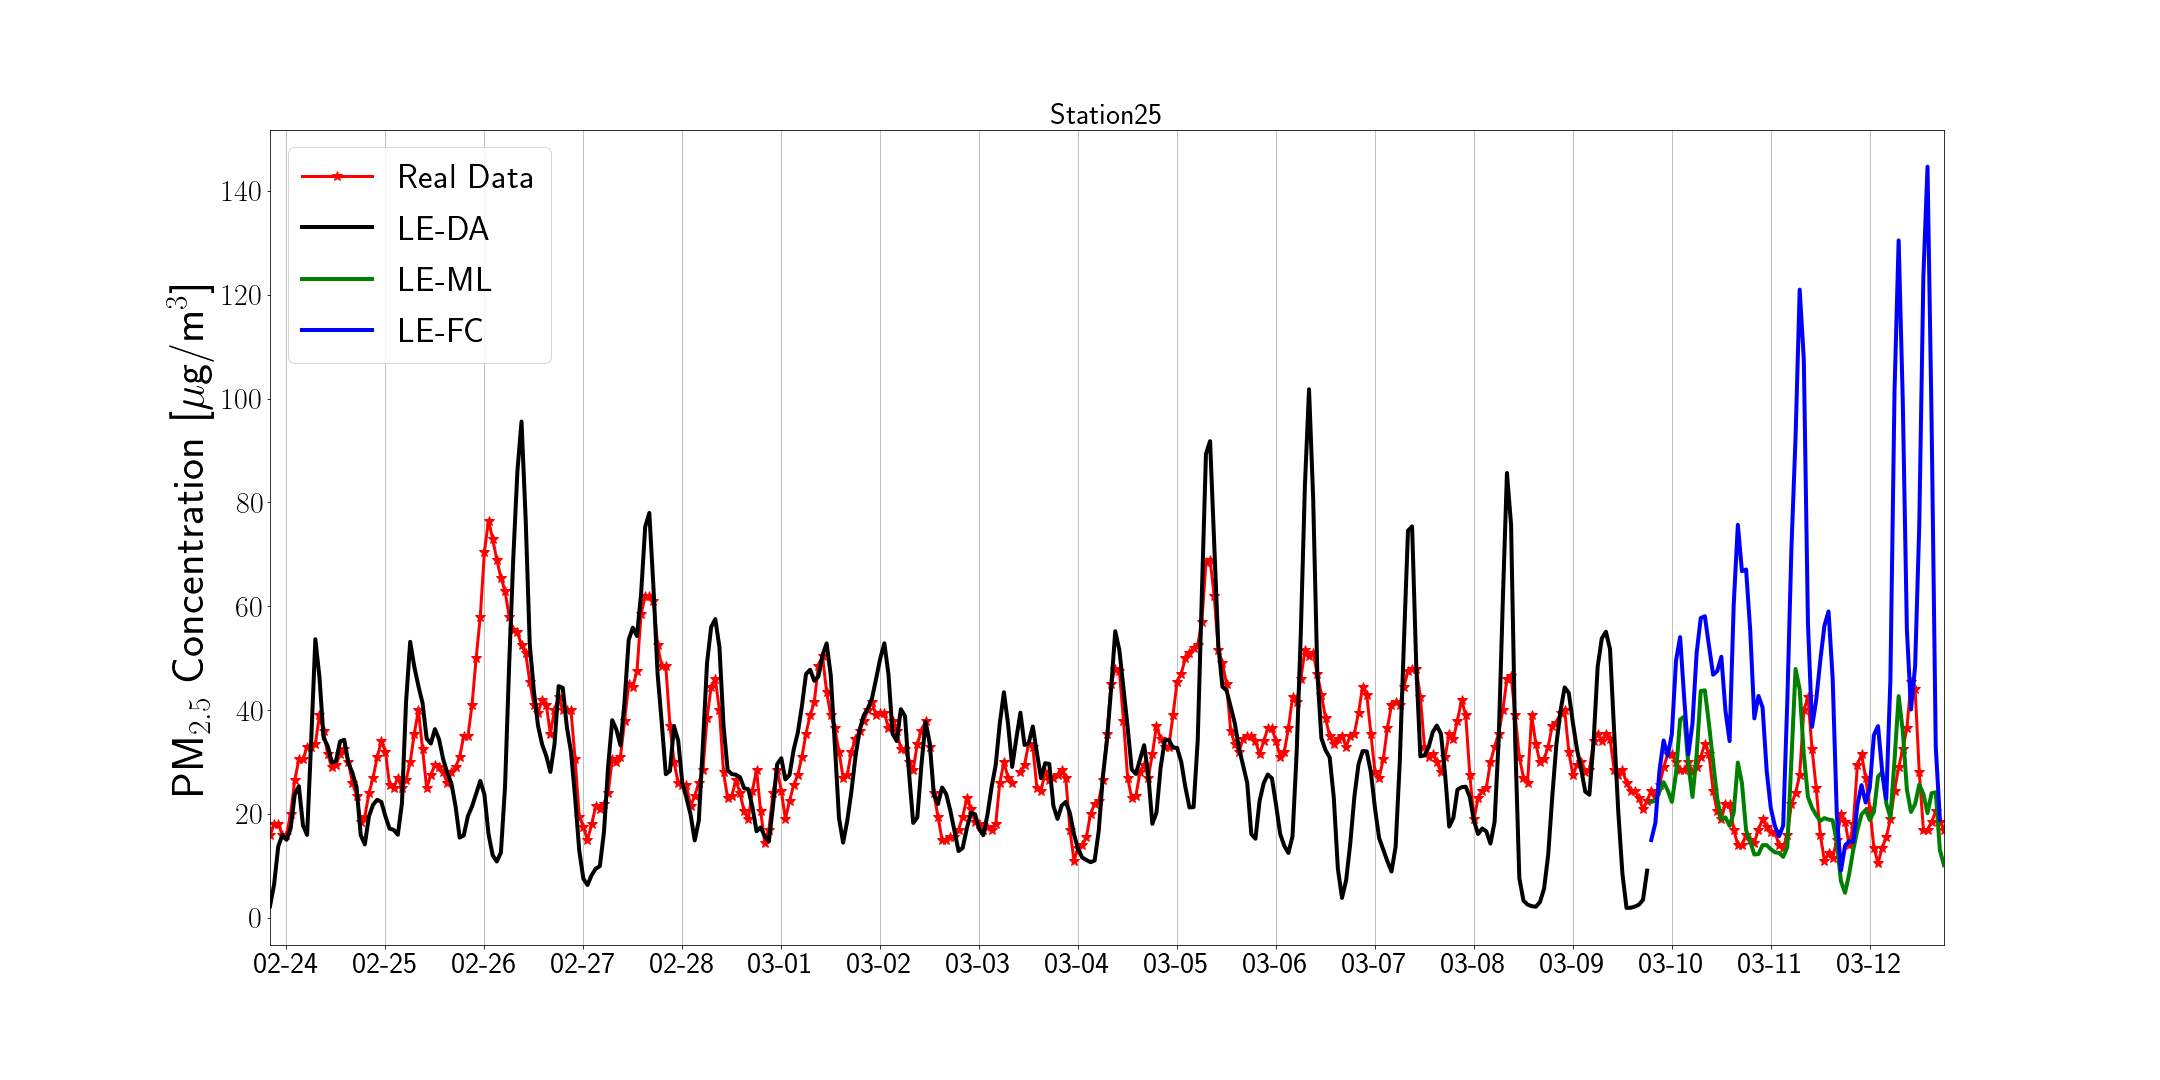 Station25
PM2.5 Concentration [μg/m³]
140
120
100
80
60
40
20
0
Real Data
LE-DA
LE-ML
LE-FC
02-24 02-25 02-26 02-27 02-28 03-01 03-02 03-03 03-04 03-05 03-06 03-07 03-08 03-09 03-10 03-11 03-12